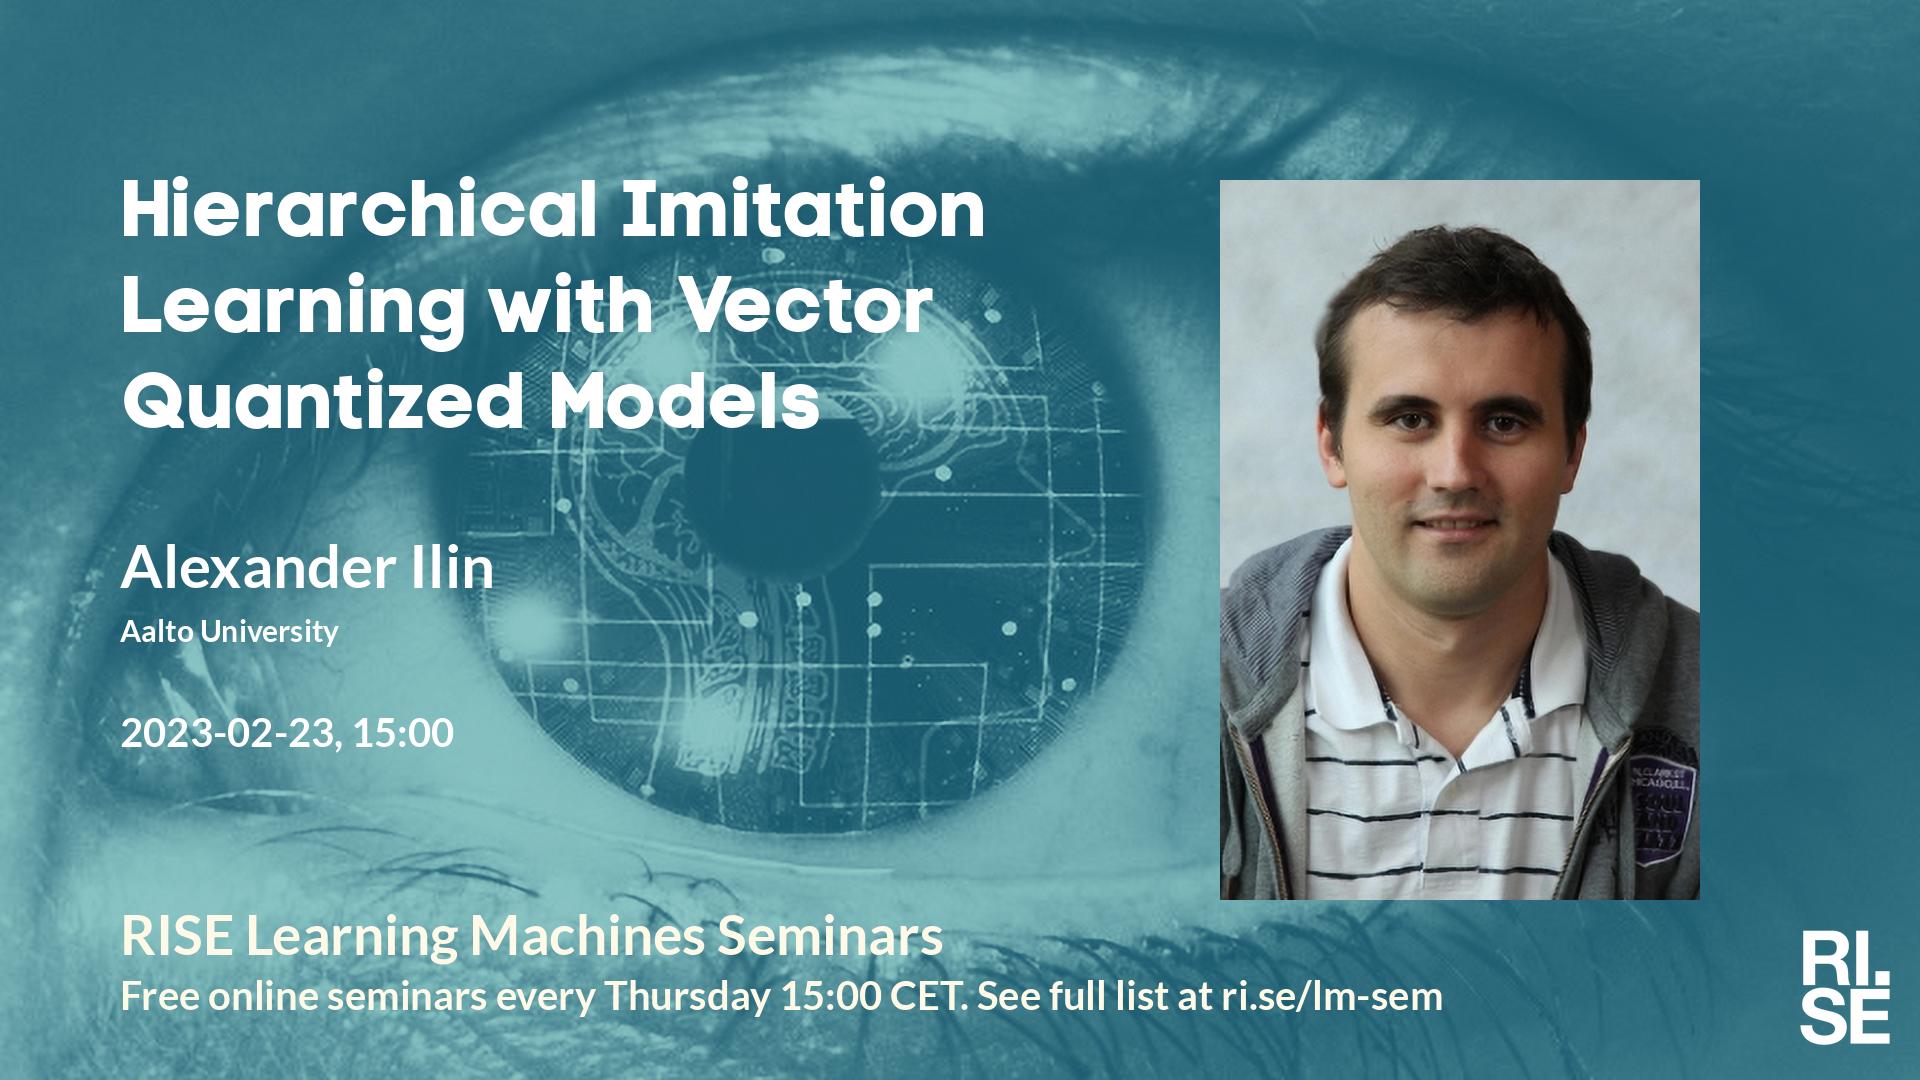 Hierarchical Imitation
Learning with Vector
Quantized Models
Alexander Ilin
Aalto University
2023-02-23, 15:00
SOUL
AND
RISE Learning Machines Seminars
Free online seminars every Thursday 15:00 CET. See full list at ri.se/lm-sem
RI.
SE